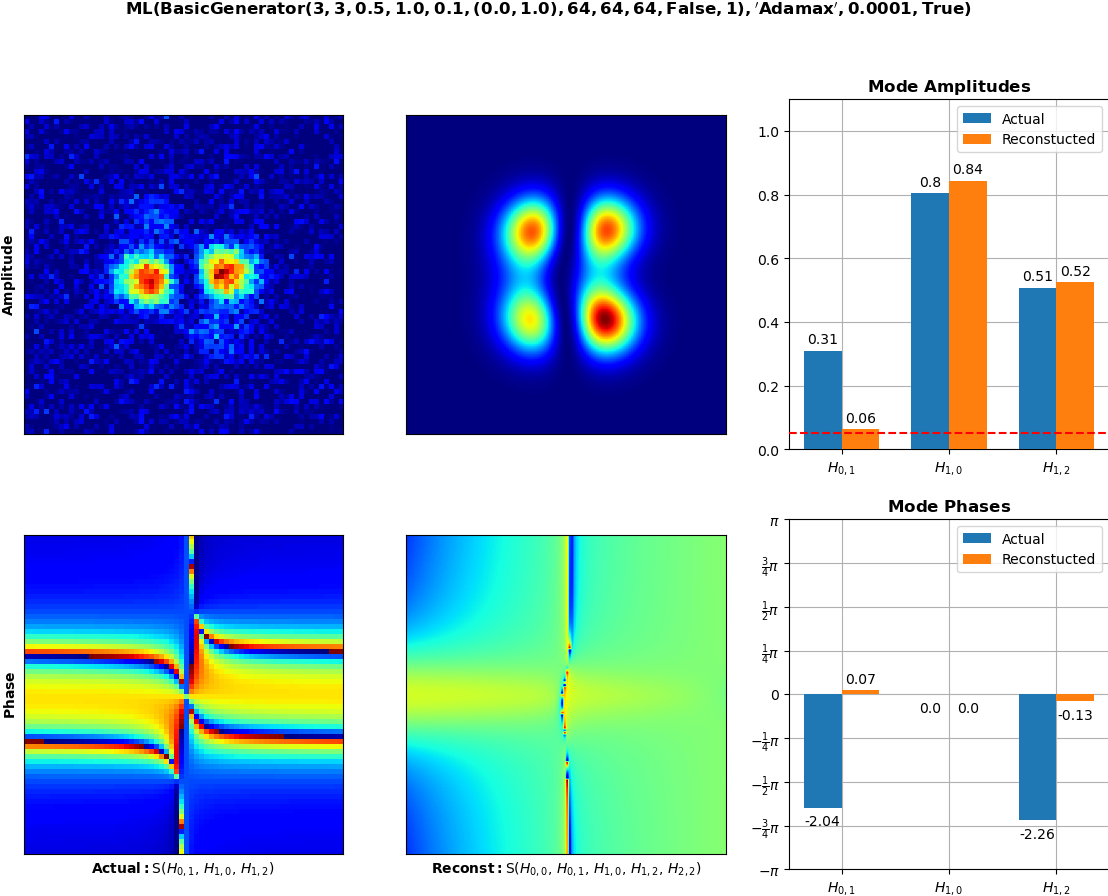 ML(BasicGenerator(3, 3, 0.5, 1.0, 0.1, (0.0, 1.0), 64, 64, 64, False, 1), 'Adamax', 0.0001, True)
Amplitude
Mode Amplitudes
Actual
Reconstucted
1.0
0.8
0.6
0.4
0.2
0.0
0.31
0.06
0.8
0.84
0.51
0.52
H₀,₁
H₁,₀
H₁,₂
Phase
Actual: S(H₀,₁, H₁,₀, H₁,₂)
Reconst: S(H₀,₀, H₀,₁, H₁,₀, H₁,₂, H₂,₂)
Mode Phases
Actual
Reconstucted
π
3/4π
1/2π
1/4π
0
−1/4π
−1/2π
−3/4π
−π
-2.04
0.07
0.0
0.0
-2.26
-0.13
H₀,₁
H₁,₀
H₁,₂